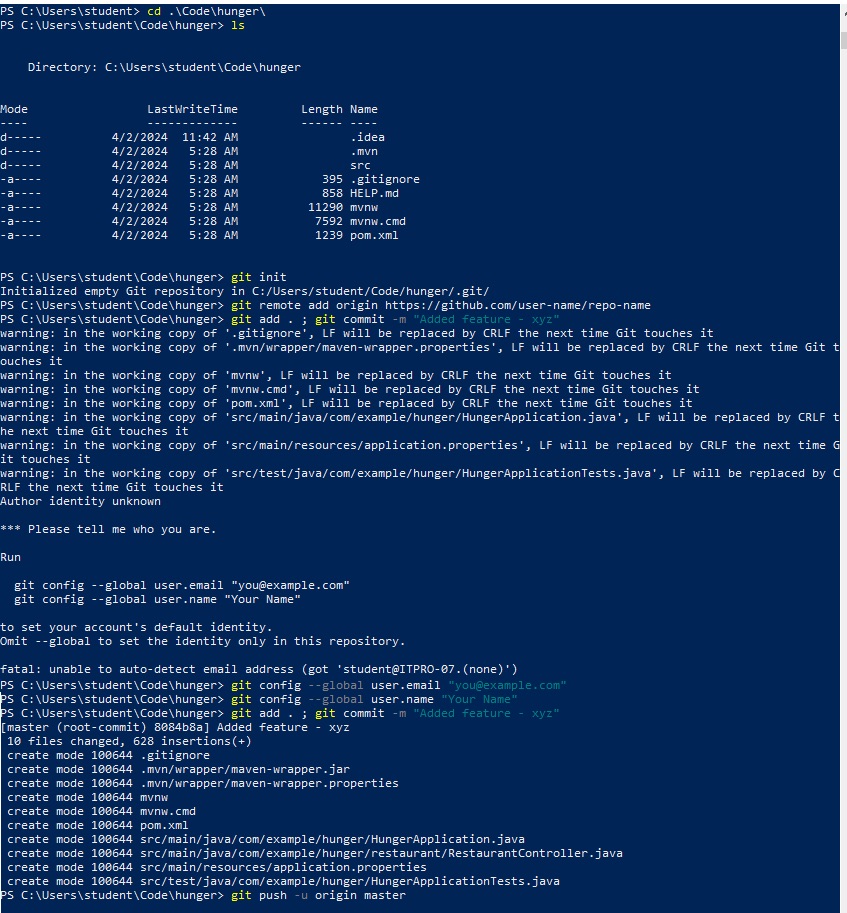 PS C:\Users\student> cd .\Code\hunger\
PS C:\Users\student\Code\hunger> ls
Directory: C:\Users\student\Code\hunger
Mode LastWriteTime Length Name
---- ------------- ------ ----
d----- 4/2/2024 11:42 AM .idea
d----- 4/2/2024 5:28 AM .mvn
d----- 4/2/2024 5:28 AM src
-a---- 4/2/2024 5:28 AM 395 .gitignore
-a---- 4/2/2024 5:28 AM 858 HELP.md
-a---- 4/2/2024 5:28 AM 11290 mvnw
-a---- 4/2/2024 5:28 AM 7592 mvnw.cmd
-a---- 4/2/2024 5:28 AM 1239 pom.xml
PS C:\Users\student\Code\hunger> git init
Initialized empty Git repository in C:/Users/student/Code/hunger/.git/
PS C:\Users\student\Code\hunger> git remote add origin https://github.com/user-name/repo-name
PS C:\Users\student\Code\hunger> git add . ; git commit -m "Added feature - xyz"
warning: in the working copy of '.gitignore', LF will be replaced by CRLF the next time Git touches it
warning: in the working copy of '.mvn/wrapper/maven-wrapper.properties', LF will be replaced by CRLF the next time Git t
ouches it
warning: in the working copy of 'mvnw', LF will be replaced by CRLF the next time Git touches it
warning: in the working copy of 'mvnw.cmd', LF will be replaced by CRLF the next time Git touches it
warning: in the working copy of 'pom.xml', LF will be replaced by CRLF the next time Git touches it
warning: in the working copy of 'src/main/java/com/example/hunger/HungerApplication.java', LF will be replaced by CRLF t
he next time Git touches it
warning: in the working copy of 'src/main/resources/application.properties', LF will be replaced by CRLF the next time G
it touches it
warning: in the working copy of 'src/test/java/com/example/hunger/HungerApplicationTests.java', LF will be replaced by C
RLF the next time Git touches it
Author identity unknown
*** Please tell me who you are.
Run
git config --global user.email "you@example.com"
git config --global user.name "Your Name"
to set your account's default identity.
Omit --global to set the identity only in this repository.
fatal: unable to auto-detect email address (got 'student@ITPRO-07.(none)')
PS C:\Users\student\Code\hunger> git config --global user.email "you@example.com"
PS C:\Users\student\Code\hunger> git config --global user.name "Your Name"
PS C:\Users\student\Code\hunger> git add . ; git commit -m "Added feature - xyz"
[master (root-commit) 8084b8a] Added feature - xyz
10 files changed, 628 insertions(+)
create mode 100644 .gitignore
create mode 100644 .mvn/wrapper/maven-wrapper.jar
create mode 100644 .mvn/wrapper/maven-wrapper.properties
create mode 100644 mvnw
create mode 100644 mvnw.cmd
create mode 100644 pom.xml
create mode 100644 src/main/java/com/example/hunger/HungerApplication.java
create mode 100644 src/main/java/com/example/hunger/restaurant/RestaurantController.java
create mode 100644 src/main/resources/application.properties
create mode 100644 src/test/java/com/example/hunger/HungerApplicationTests.java
PS C:\Users\student\Code\hunger> git push -u origin master